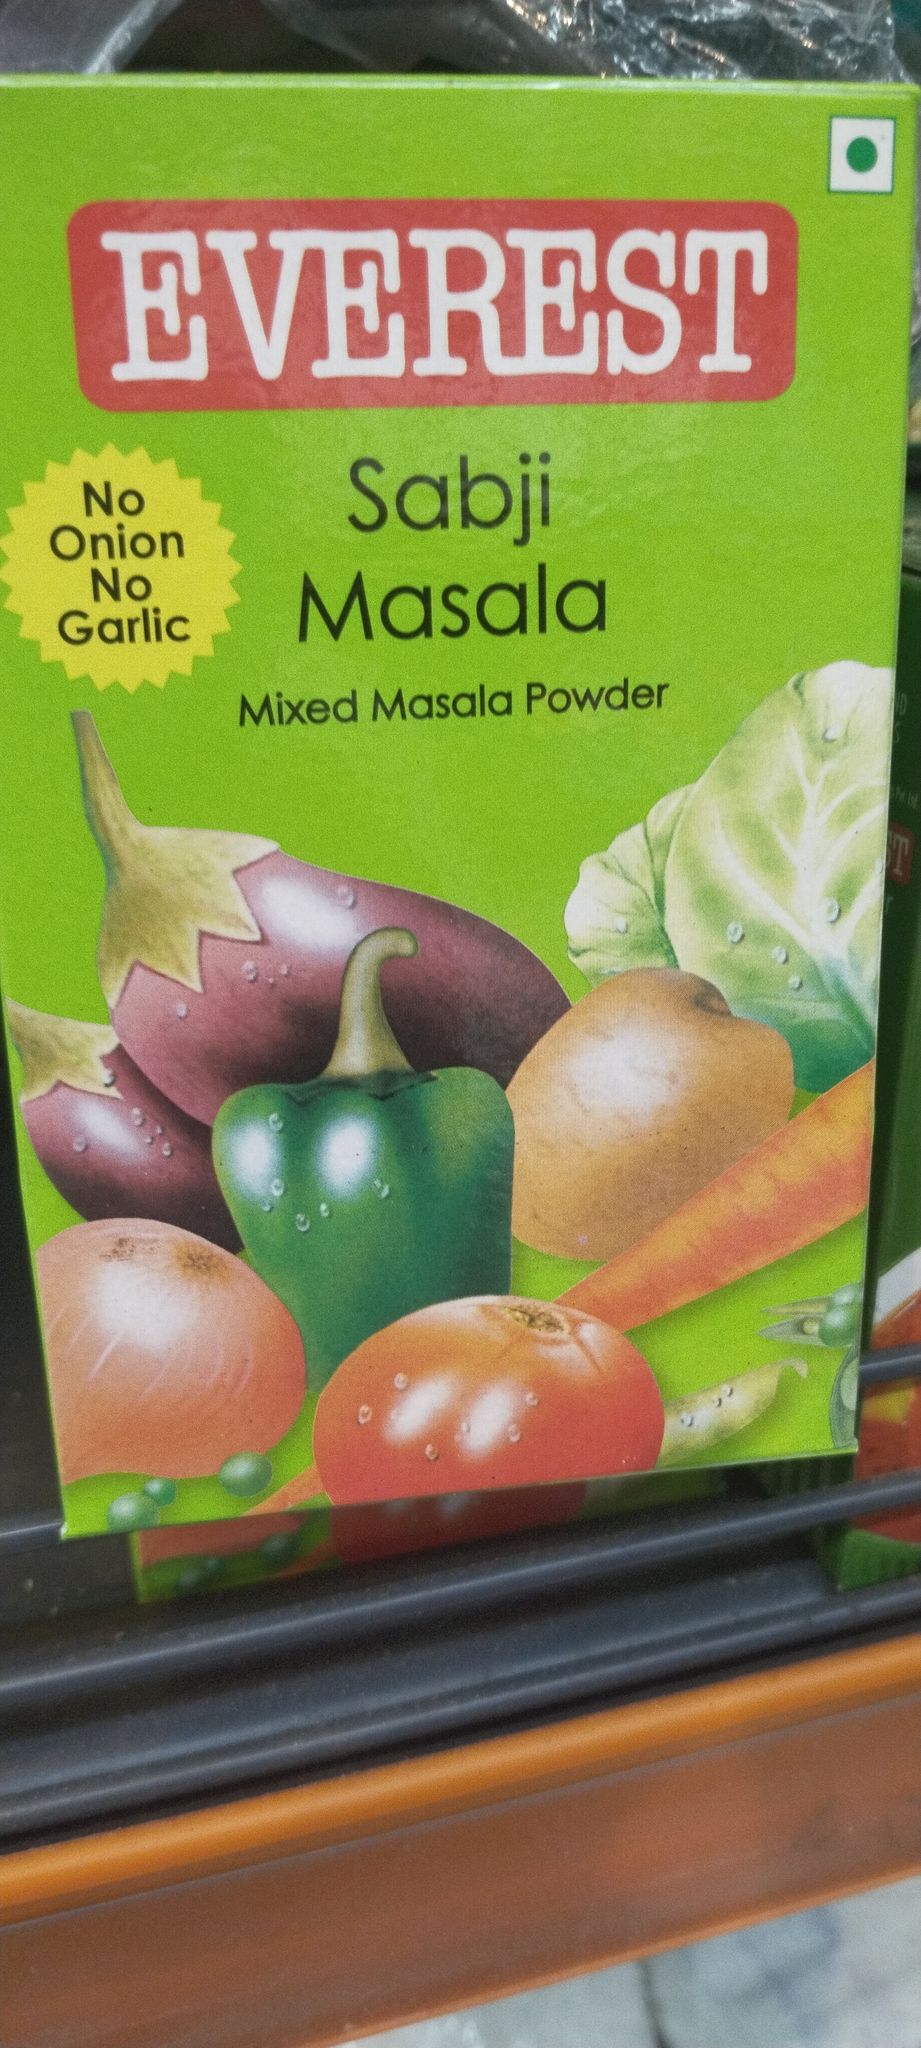 EVEREST
No
Onion
No
Garlic
Sabji
Masala
Mixed Masala Powder